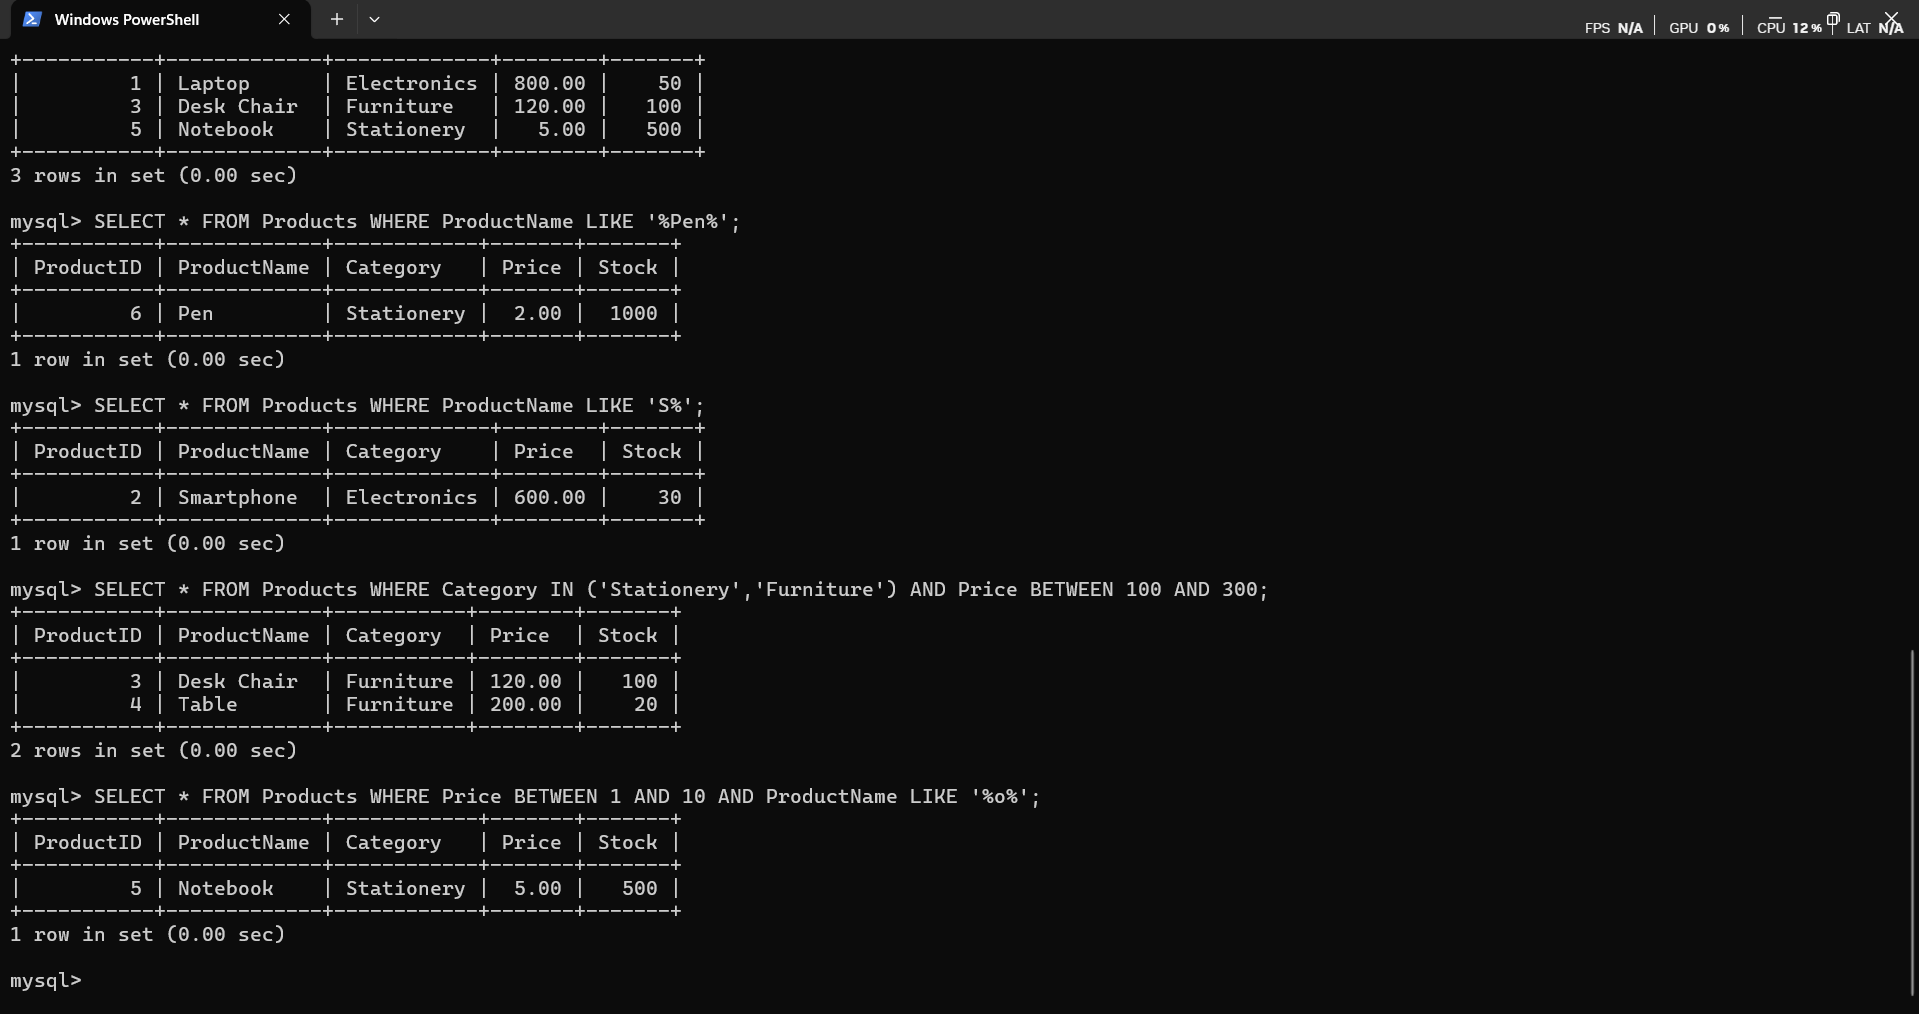 Windows PowerShell
FPS N/A | GPU 0% | CPU 12% | LAT N/A
+-----------+-------------+-------------+--------+-------+
|         1 | Laptop      | Electronics | 800.00 |    50 |
|         3 | Desk Chair  | Furniture   | 120.00 |   100 |
|         5 | Notebook    | Stationery  |   5.00 |   500 |
+-----------+-------------+-------------+--------+-------+
3 rows in set (0.00 sec)

mysql> SELECT * FROM Products WHERE ProductName LIKE '%Pen%';
+-----------+-------------+------------+-------+-------+
| ProductID | ProductName | Category   | Price | Stock |
+-----------+-------------+------------+-------+-------+
|         6 | Pen         | Stationery |  2.00 |  1000 |
+-----------+-------------+------------+-------+-------+
1 row in set (0.00 sec)

mysql> SELECT * FROM Products WHERE ProductName LIKE 'S%';
+-----------+-------------+-------------+--------+-------+
| ProductID | ProductName | Category    | Price  | Stock |
+-----------+-------------+-------------+--------+-------+
|         2 | Smartphone  | Electronics | 600.00 |    30 |
+-----------+-------------+-------------+--------+-------+
1 row in set (0.00 sec)

mysql> SELECT * FROM Products WHERE Category IN ('Stationery','Furniture') AND Price BETWEEN 100 AND 300;
+-----------+-------------+-----------+--------+-------+
| ProductID | ProductName | Category  | Price  | Stock |
+-----------+-------------+-----------+--------+-------+
|         3 | Desk Chair  | Furniture | 120.00 |   100 |
|         4 | Table       | Furniture | 200.00 |    20 |
+-----------+-------------+-----------+--------+-------+
2 rows in set (0.00 sec)

mysql> SELECT * FROM Products WHERE Price BETWEEN 1 AND 10 AND ProductName LIKE '%o%';
+-----------+-------------+------------+-------+-------+
| ProductID | ProductName | Category   | Price | Stock |
+-----------+-------------+------------+-------+-------+
|         5 | Notebook    | Stationery |  5.00 |   500 |
+-----------+-------------+------------+-------+-------+
1 row in set (0.00 sec)

mysql>